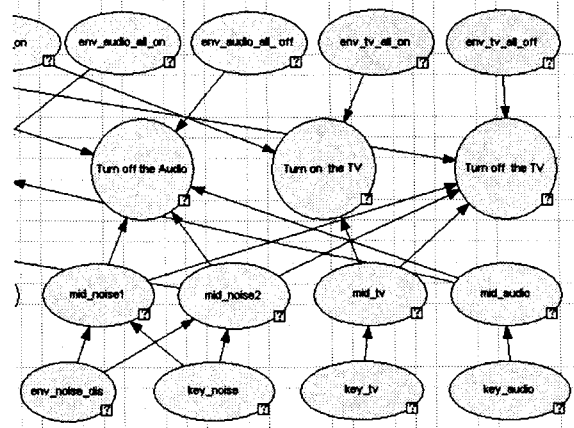 _on
env_audio_all_on
env_audio_all_off
env_tv_all_on
env_tv_all_off
?
?
?
?
?
Turn off the Audio
Turn on the TV
Turn off the TV
?
?
?
mid_noise1
mid_noise2
mid_tv
mid_audio
?
?
?
?
env_noise_dis
key_noise
key_tv
key_audio
?
?
?
?